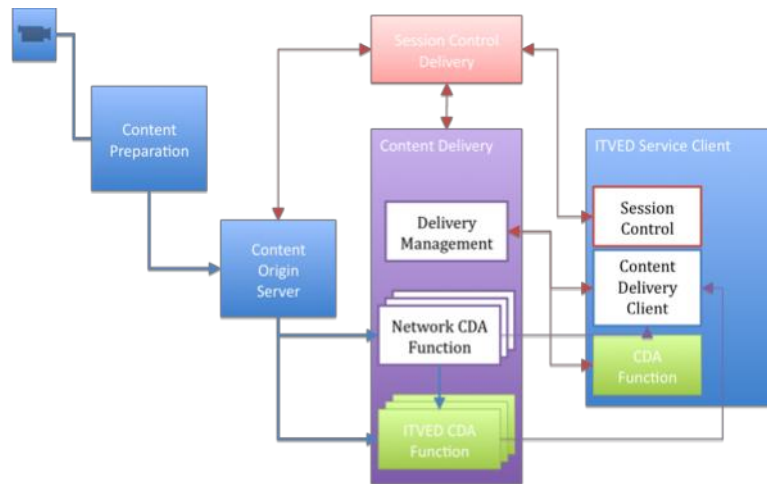 Session Control
Delivery
Content
Preparation
Content Delivery
ITVED Service Client
Session
Control
Delivery
Management
Content
Origin
Server
Content
Delivery
Client
Network CDA
Function
CDA
Function
ITVED CDA
Function